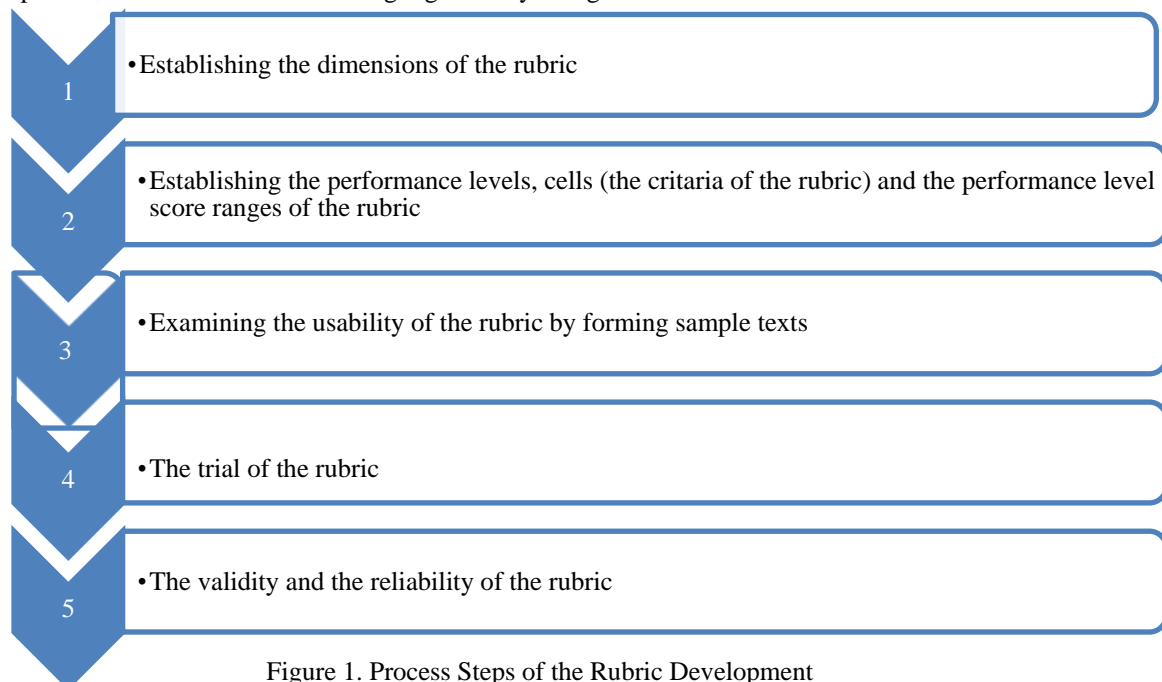 1
•Establishing the dimensions of the rubric
2
•Establishing the performance levels, cells (the critaria of the rubric) and the performance level
score ranges of the rubric
3
•Examining the usability of the rubric by forming sample texts
4
•The trial of the rubric
5
•The validity and the reliability of the rubric
Figure 1. Process Steps of the Rubric Development